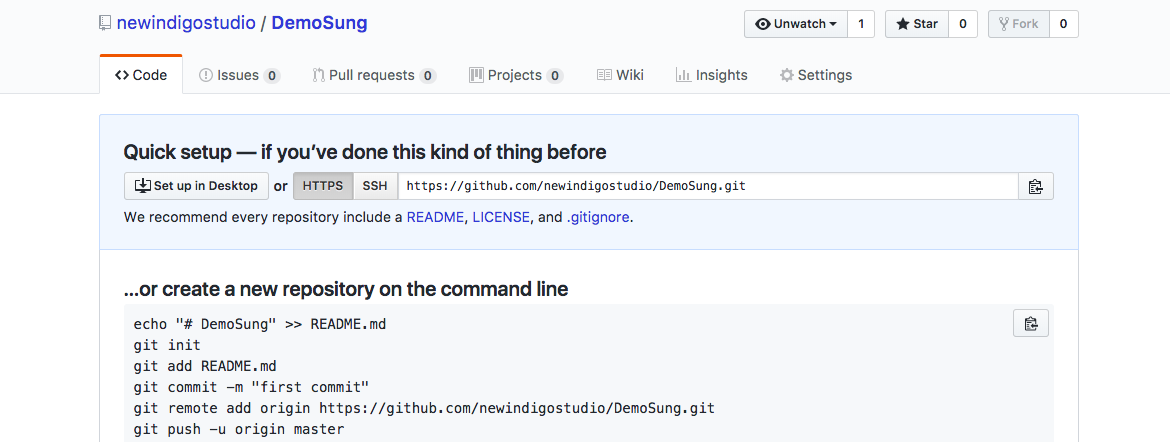 newindigostudio / DemoSung
Unwatch 1 Star 0 Fork 0
Code Issues 0 Pull requests 0 Projects 0 Wiki Insights Settings
Quick setup — if you’ve done this kind of thing before
Set up in Desktop or HTTPS SSH https://github.com/newindigostudio/DemoSung.git
We recommend every repository include a README, LICENSE, and .gitignore.
…or create a new repository on the command line
echo "# DemoSung" >> README.md
git init
git add README.md
git commit -m "first commit"
git remote add origin https://github.com/newindigostudio/DemoSung.git
git push -u origin master